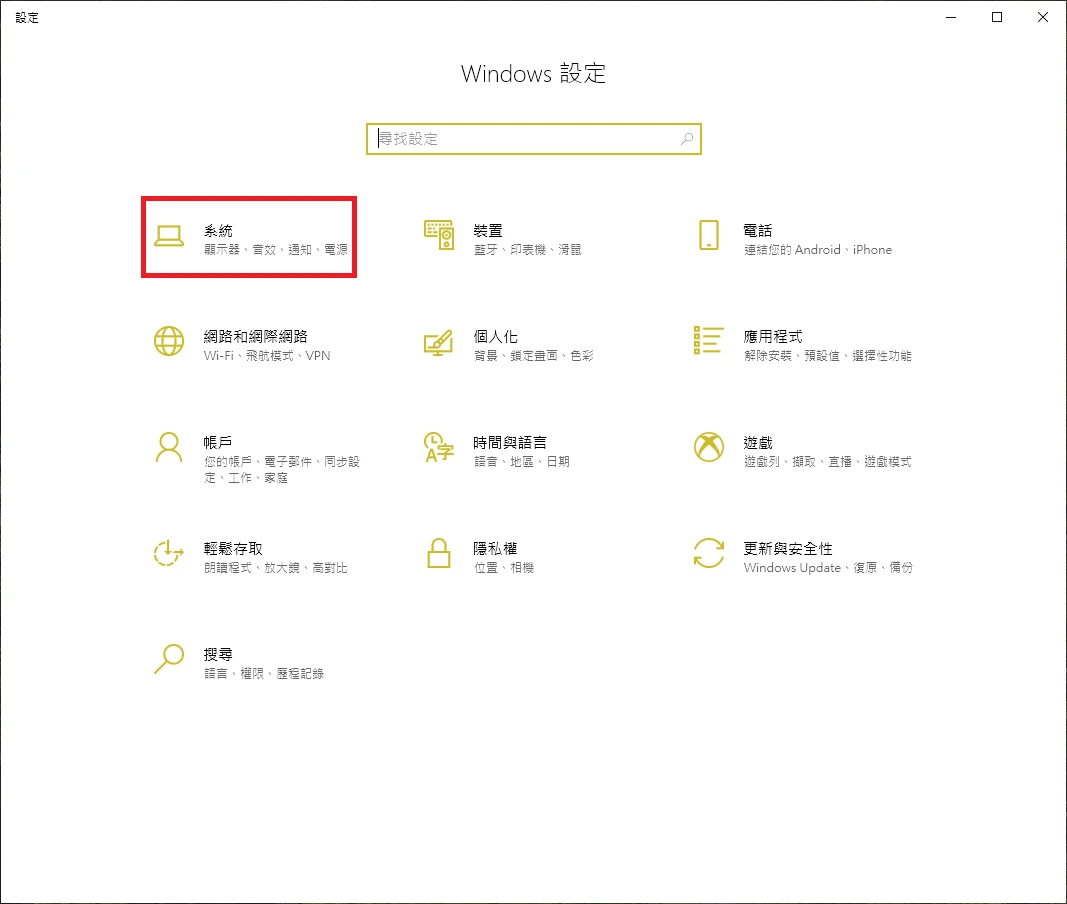 設定
Windows 設定
尋找設定
系統
顯示器、音效、通知、電源
裝置
藍牙、印表機、滑鼠
電話
連結您的 Android、iPhone
網路和網際網路
Wi-Fi、飛航模式、VPN
個人化
背景、鎖定畫面、色彩
應用程式
解除安裝、預設值、選擇性功能
帳戶
您的帳戶、電子郵件、同步設
定、工作、家庭
時間與語言
語音、地區、日期
遊戲
遊戲列、擷取、直播、遊戲模式
輕鬆存取
朗讀程式、放大鏡、高對比
隱私權
位置、相機
更新與安全性
Windows Update、復原、備份
搜尋
語言、權限、歷程記錄